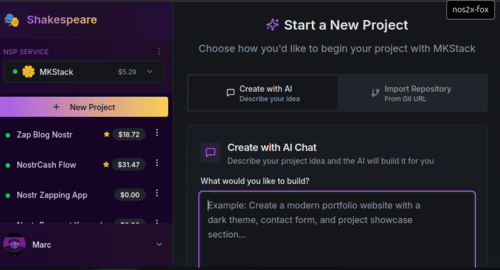 nos2x-fox
Shakespeare
NSP SERVICE
MKStack
$5.29
+ New Project
Zap Blog Nostr
$18.72
NostrCash Flow
$31.47
Nostr Zapping App
$0.00
Marc
Start a New Project
Choose how you'd like to begin your project with MKStack
Create with AI
Describe your idea
Import Repository
From Git URL
Create with AI Chat
Describe your project idea and the AI will build it for you
What would you like to build?
Example: Create a modern portfolio website with a
dark theme, contact form, and project showcase
section...